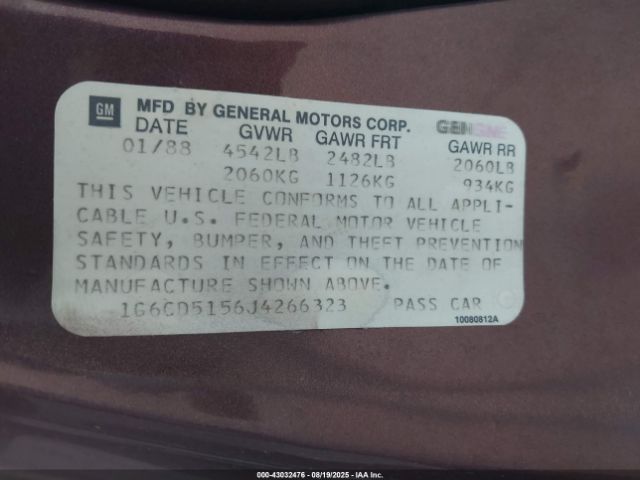 GM MFD BY GENERAL MOTORS CORP. GENUINE
DATE GVWR GAWR FRT GAWR RR
01/88 4542LB 2482LB 2060LB
2060KG 1126KG 934KG
THIS VEHICLE CONFORMS TO ALL APPLI-
CABLE U.S. FEDERAL MOTOR VEHICLE
SAFETY, BUMPER, AND THEFT PREVENTION
STANDARDS IN EFFECT ON THE DATE OF
MANUFACTURE SHOWN ABOVE.
1G6CD5156J4266323 PASS CAR
10080812A
000-43032476 - 08/19/2025 - IAA Inc.